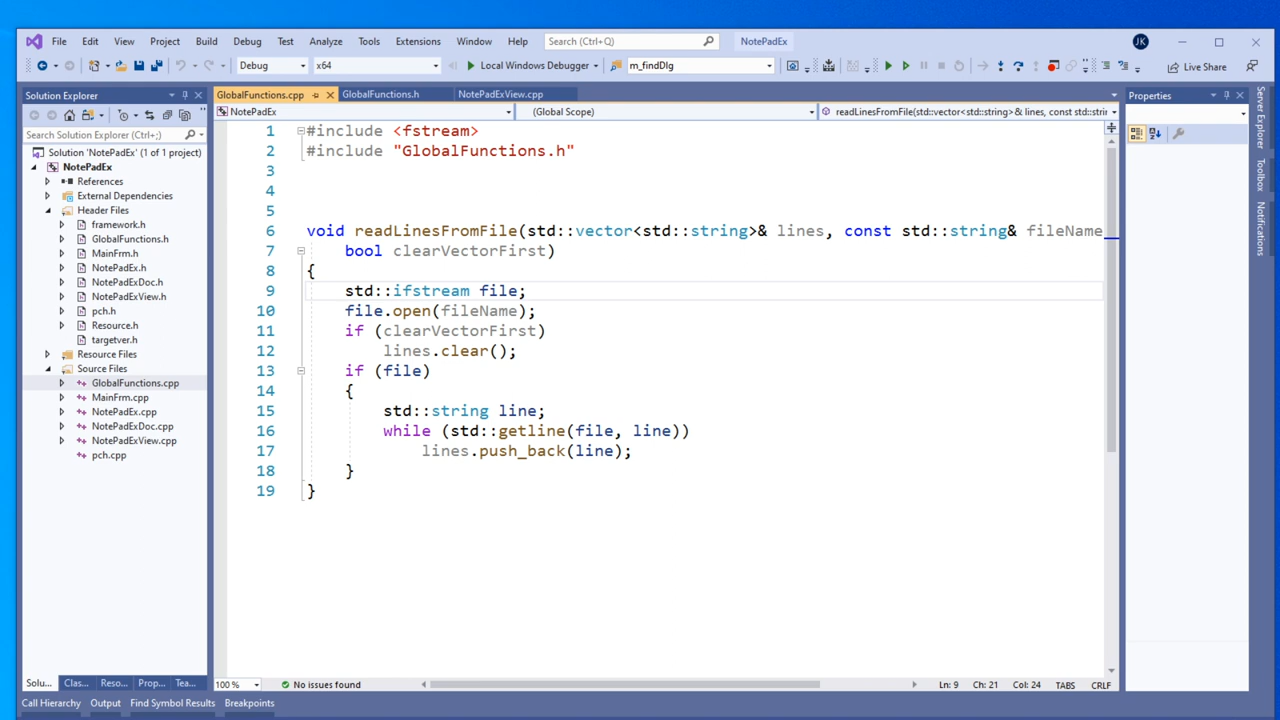 File Edit View Project Build Debug Test Analyze Tools Extensions Window Help Search (Ctrl+Q) NotePadEx JK
Debug x64 Local Windows Debugger m_findDlg Live Share
Solution Explorer
Search Solution Explorer (Ctrl+;)
Solution 'NotePadEx' (1 of 1 project)
NotePadEx
References
External Dependencies
Header Files
framework.h
GlobalFunctions.h
MainFrm.h
NotePadEx.h
NotePadExDoc.h
NotePadExView.h
pch.h
Resource.h
targetver.h
Resource Files
Source Files
GlobalFunctions.cpp
MainFrm.cpp
NotePadEx.cpp
NotePadExDoc.cpp
NotePadExView.cpp
pch.cpp
Solu... Clas... Reso... Prop... Tea...
GlobalFunctions.cpp GlobalFunctions.h NotePadExView.cpp
NotePadEx (Global Scope) readLinesFromFile(std::vector<std::string>& lines, const std::strir
1 #include <fstream>
2 #include "GlobalFunctions.h"
3
4
5
6 void readLinesFromFile(std::vector<std::string>& lines, const std::string& fileName
7 bool clearVectorFirst)
8 {
9 std::ifstream file;
10 file.open(fileName);
11 if (clearVectorFirst)
12 lines.clear();
13 if (file)
14 {
15 std::string line;
16 while (std::getline(file, line))
17 lines.push_back(line);
18 }
19 }
100 % No issues found Ln: 9 Ch: 21 Col: 24 TABS CRLF
Properties
Server Explorer
Toolbox
Notifications
Call Hierarchy Output Find Symbol Results Breakpoints